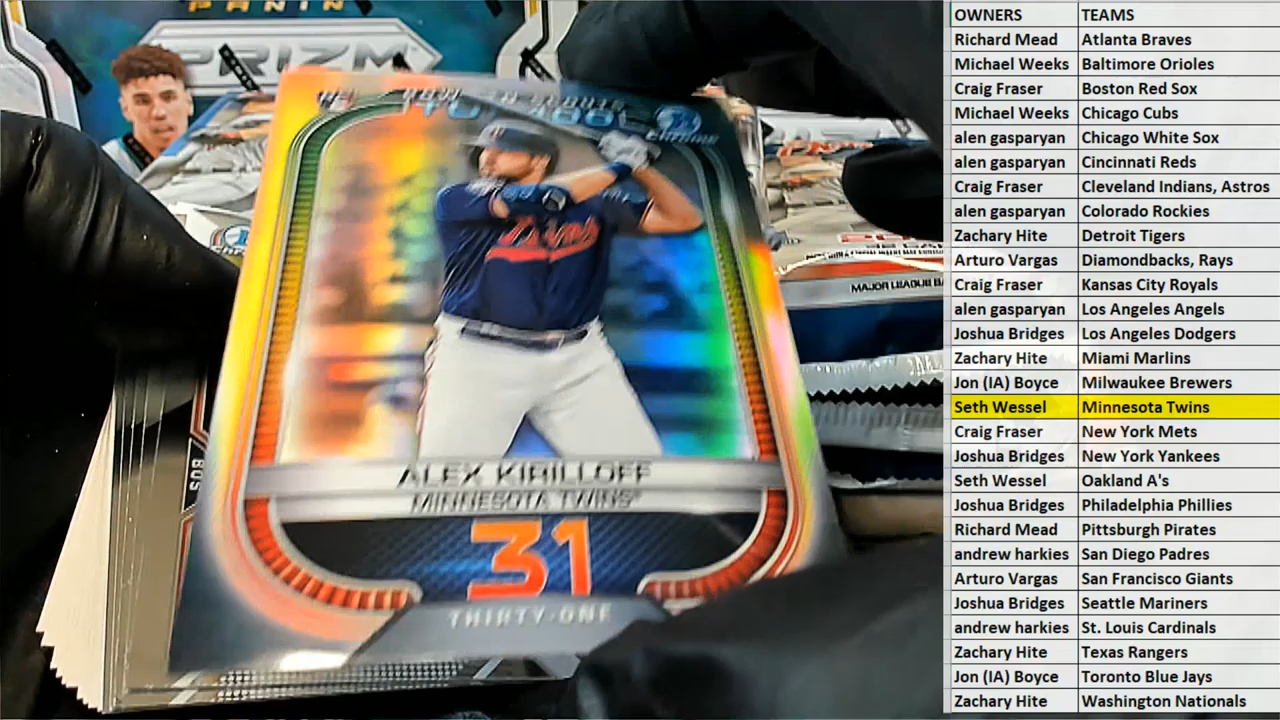 PANINI
PRIZM
CHROME
ALEX KIRILLOFF
MINNESOTA TWINS
31
THIRTY-ONE
Twins
BOS
MAJOR LEAGUE BA
OWNERS TEAMS
Richard Mead Atlanta Braves
Michael Weeks Baltimore Orioles
Craig Fraser Boston Red Sox
Michael Weeks Chicago Cubs
alen gasparyan Chicago White Sox
alen gasparyan Cincinnati Reds
Craig Fraser Cleveland Indians, Astros
alen gasparyan Colorado Rockies
Zachary Hite Detroit Tigers
Arturo Vargas Diamondbacks, Rays
Craig Fraser Kansas City Royals
alen gasparyan Los Angeles Angels
Joshua Bridges Los Angeles Dodgers
Zachary Hite Miami Marlins
Jon (IA) Boyce Milwaukee Brewers
Seth Wessel Minnesota Twins
Craig Fraser New York Mets
Joshua Bridges New York Yankees
Seth Wessel Oakland A's
Joshua Bridges Philadelphia Phillies
Richard Mead Pittsburgh Pirates
andrew harkies San Diego Padres
Arturo Vargas San Francisco Giants
Joshua Bridges Seattle Mariners
andrew harkies St. Louis Cardinals
Zachary Hite Texas Rangers
Jon (IA) Boyce Toronto Blue Jays
Zachary Hite Washington Nationals